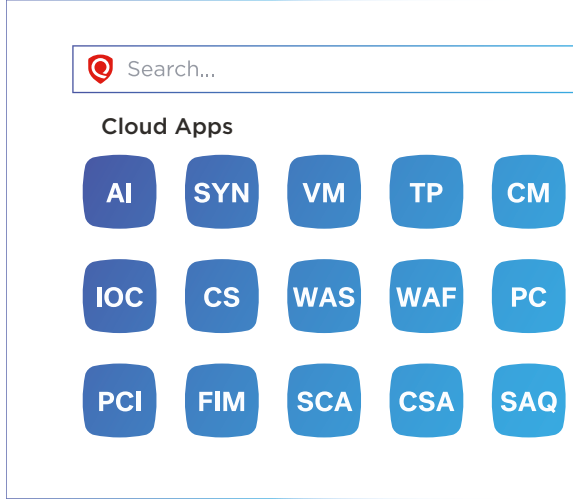 Search...
Cloud Apps
AI SYN VM TP CM
IOC CS WAS WAF PC
PCI FIM SCA CSA SAQ